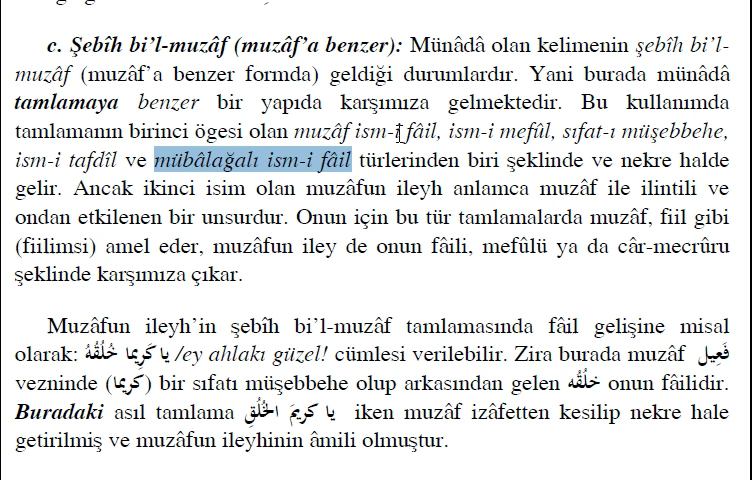 c. Şebîh bi’l-muzâf (muzâf’a benzer): Münâdâ olan kelimenin şebîh bi’l-
muzâf (muzâf’a benzer formda) geldiği durumlardır. Yani burada münâdâ
tamlamaya benzer bir yapıda karşımıza gelmektedir. Bu kullanımda
tamlamanın birinci ögesi olan muzâf ism-i fâil, ism-i mefûl, sıfat-ı müşebbehe,
ism-i tafdîl ve mübâlağalı ism-i fâil türlerinden biri şeklinde ve nekre halde
gelir. Ancak ikinci isim olan muzâfun ileyh anlamca muzâf ile ilintili ve
ondan etkilenen bir unsurdur. Onun için bu tür tamlamalarda muzâf, fiil gibi
(fiilimsi) amel eder, muzâfun iley de onun fâili, mefûlü ya da câr-mecrûru
şeklinde karşımıza çıkar.
Muzâfun ileyh’in şebîh bi’l-muzâf tamlamasında fâil gelişine misal
olarak: يا كَرِيمًا خُلُقُهُ /ey ahlakı güzel! cümlesi verilebilir. Zira burada muzâf فَعِيل
vezninde (كريما) bir sıfatı müşebbehe olup arkasından gelen خلُقُه onun fâilidir.
Buradaki asıl tamlama يا كريمَ الخُلُقِ iken muzâf izâfetten kesilip nekre hale
getirilmiş ve muzâfun ileyhinin âmili olmuştur.